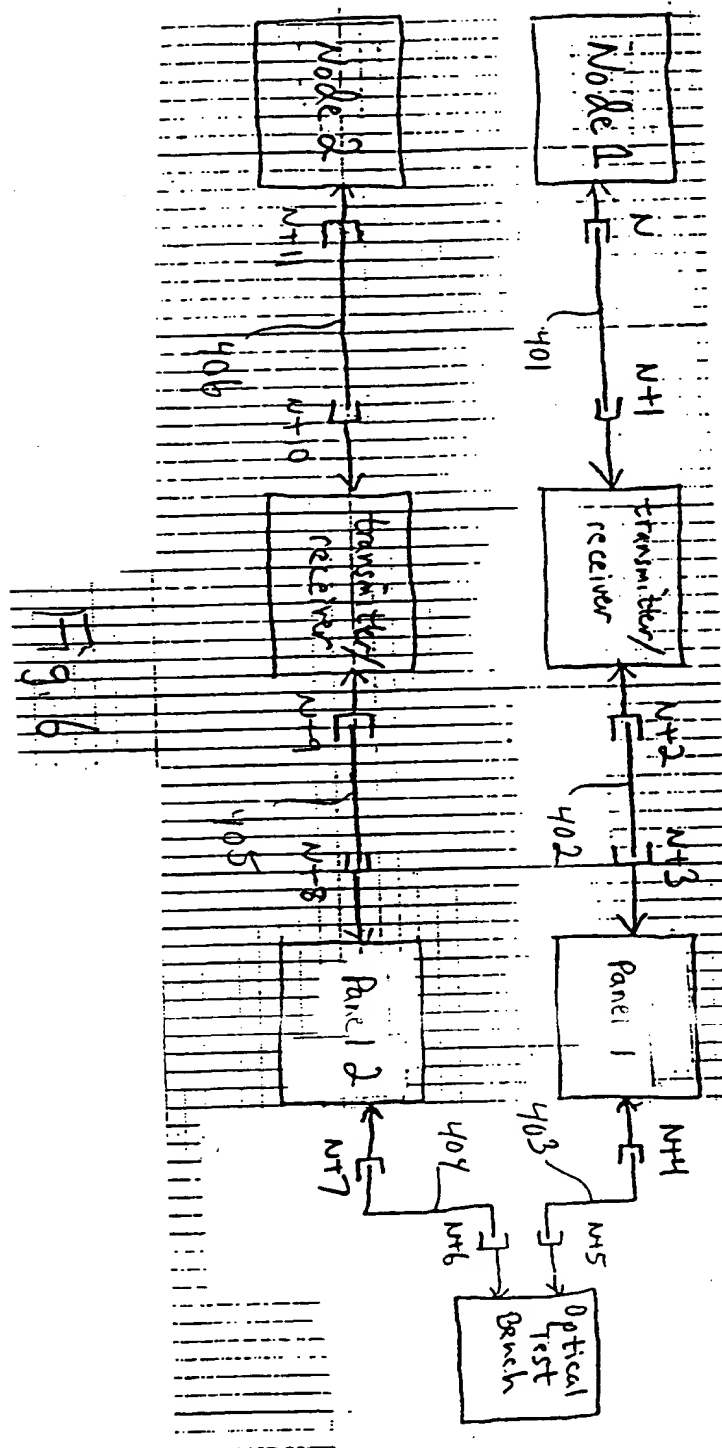 Node 1
N
401
N+1
transmitter/
receiver
N+2
402
N+3
Panel 1
N+4
403
N+5
Optical
Test
Bench
N+6
404
N+7
Panel 2
N+8
405
N+9
transmitter/
receiver
N+10
406
N+11
Node 2
Fig. 6